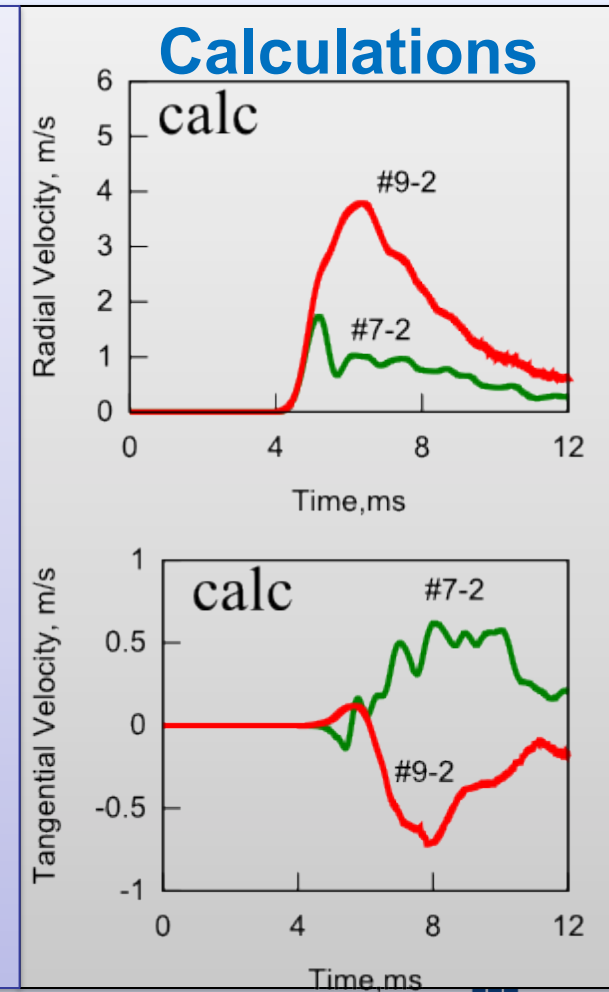 Calculations
calc
Radial Velocity, m/s
6
5
4
3
2
1
0
#9-2
#7-2
0 4 8 12
Time,ms
calc
Tangential Velocity, m/s
1
0.5
0
-0.5
-1
#7-2
#9-2
0 4 8 12
Time,ms